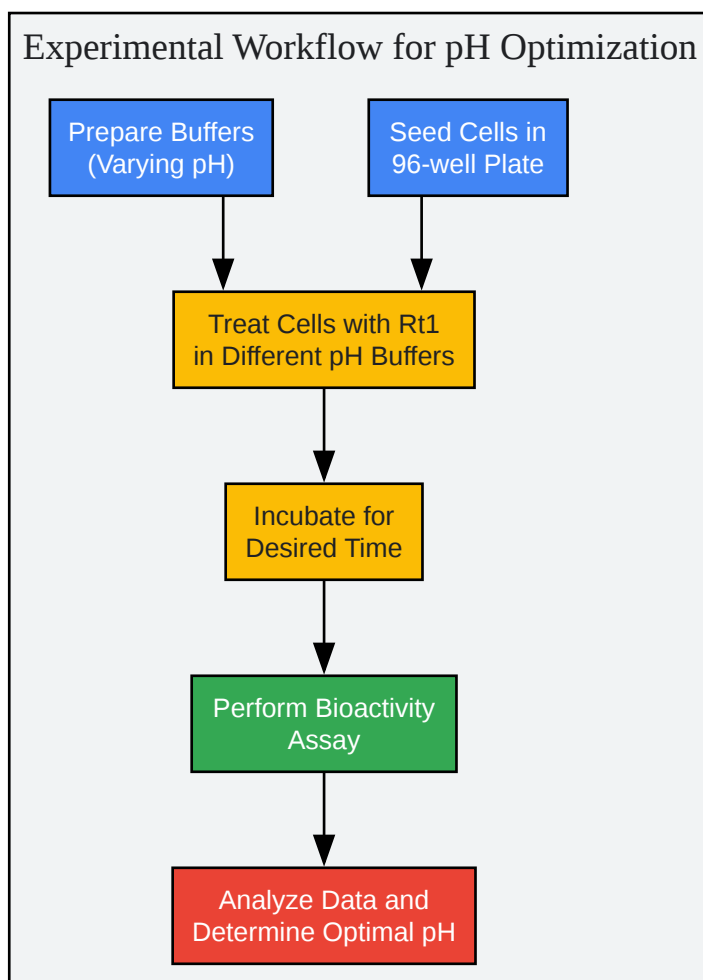 Experimental Workflow for pH Optimization
Prepare Buffers
(Varying pH)
Seed Cells in
96-well Plate
Treat Cells with Rt1
in Different pH Buffers
Incubate for
Desired Time
Perform Bioactivity
Assay
Analyze Data and
Determine Optimal pH